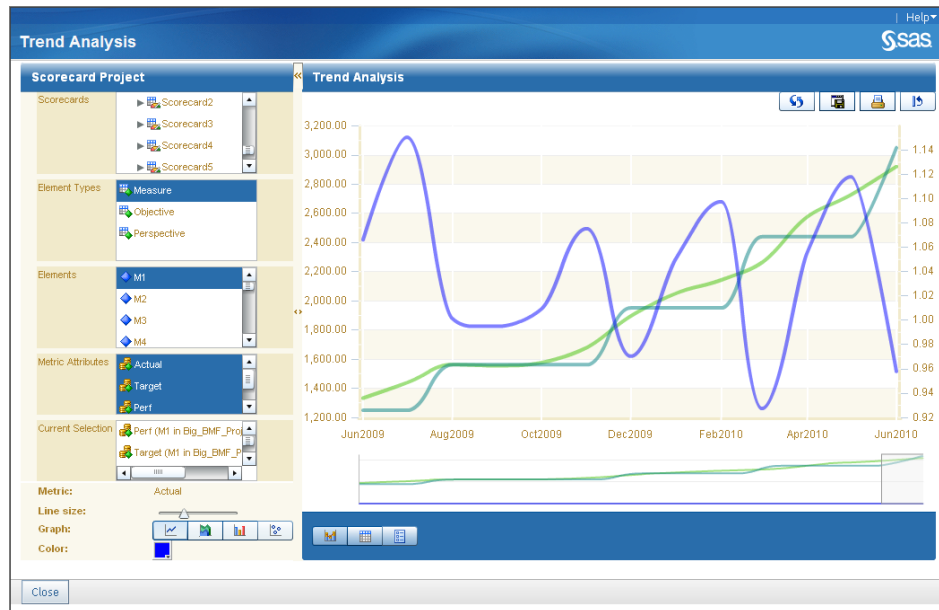 Help
Trend Analysis
sas
Scorecard Project
Scorecards
Scorecard2
Scorecard3
Scorecard4
Scorecard5
Element Types
Measure
Objective
Perspective
Elements
M1
M2
M3
M4
Metric Attributes
Actual
Target
Perf
Current Selection
Perf (M1 in Big_BMF_Proj
Target (M1 in Big_BMF_P
Metric: Actual
Line size:
Graph:
Color:
Trend Analysis
3,200.00
3,000.00
2,800.00
2,600.00
2,400.00
2,200.00
2,000.00
1,800.00
1,600.00
1,400.00
1,200.00
1.14
1.12
1.10
1.08
1.06
1.04
1.02
1.00
0.98
0.96
0.94
0.92
Jun2009 Aug2009 Oct2009 Dec2009 Feb2010 Apr2010 Jun2010
Close